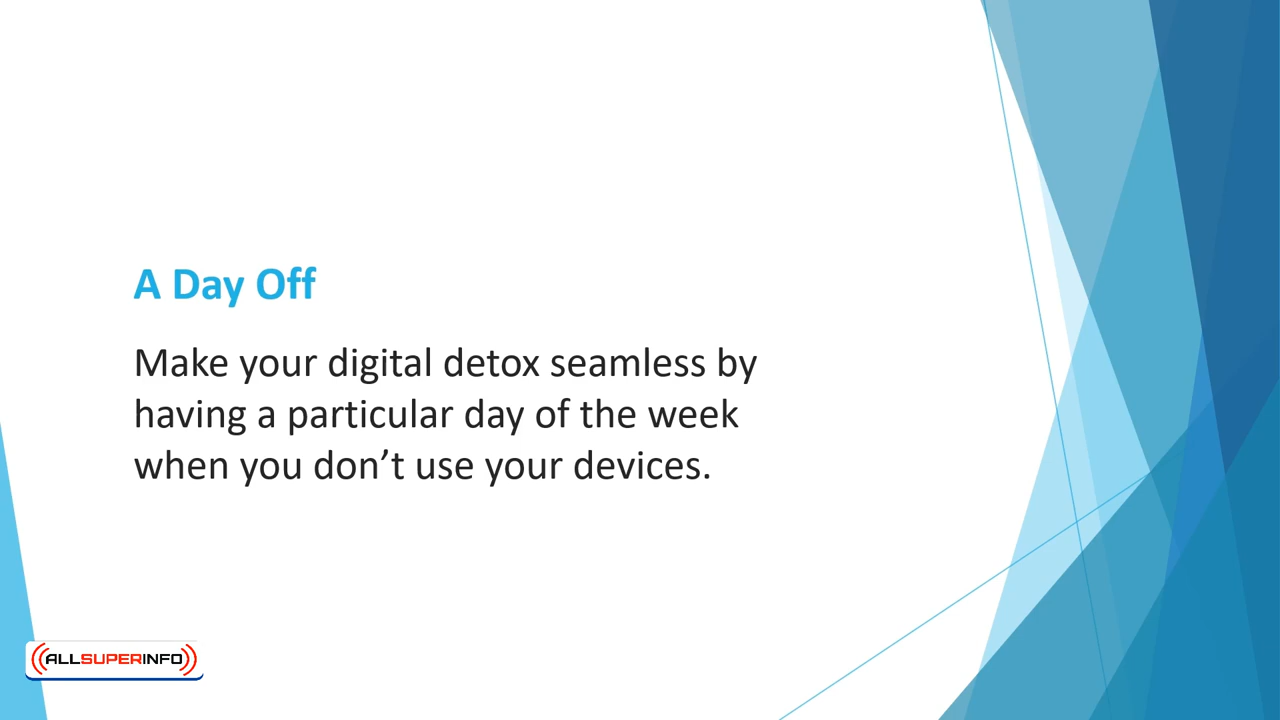 A Day Off
Make your digital detox seamless by
having a particular day of the week
when you don’t use your devices.
ALLSUPERINFO